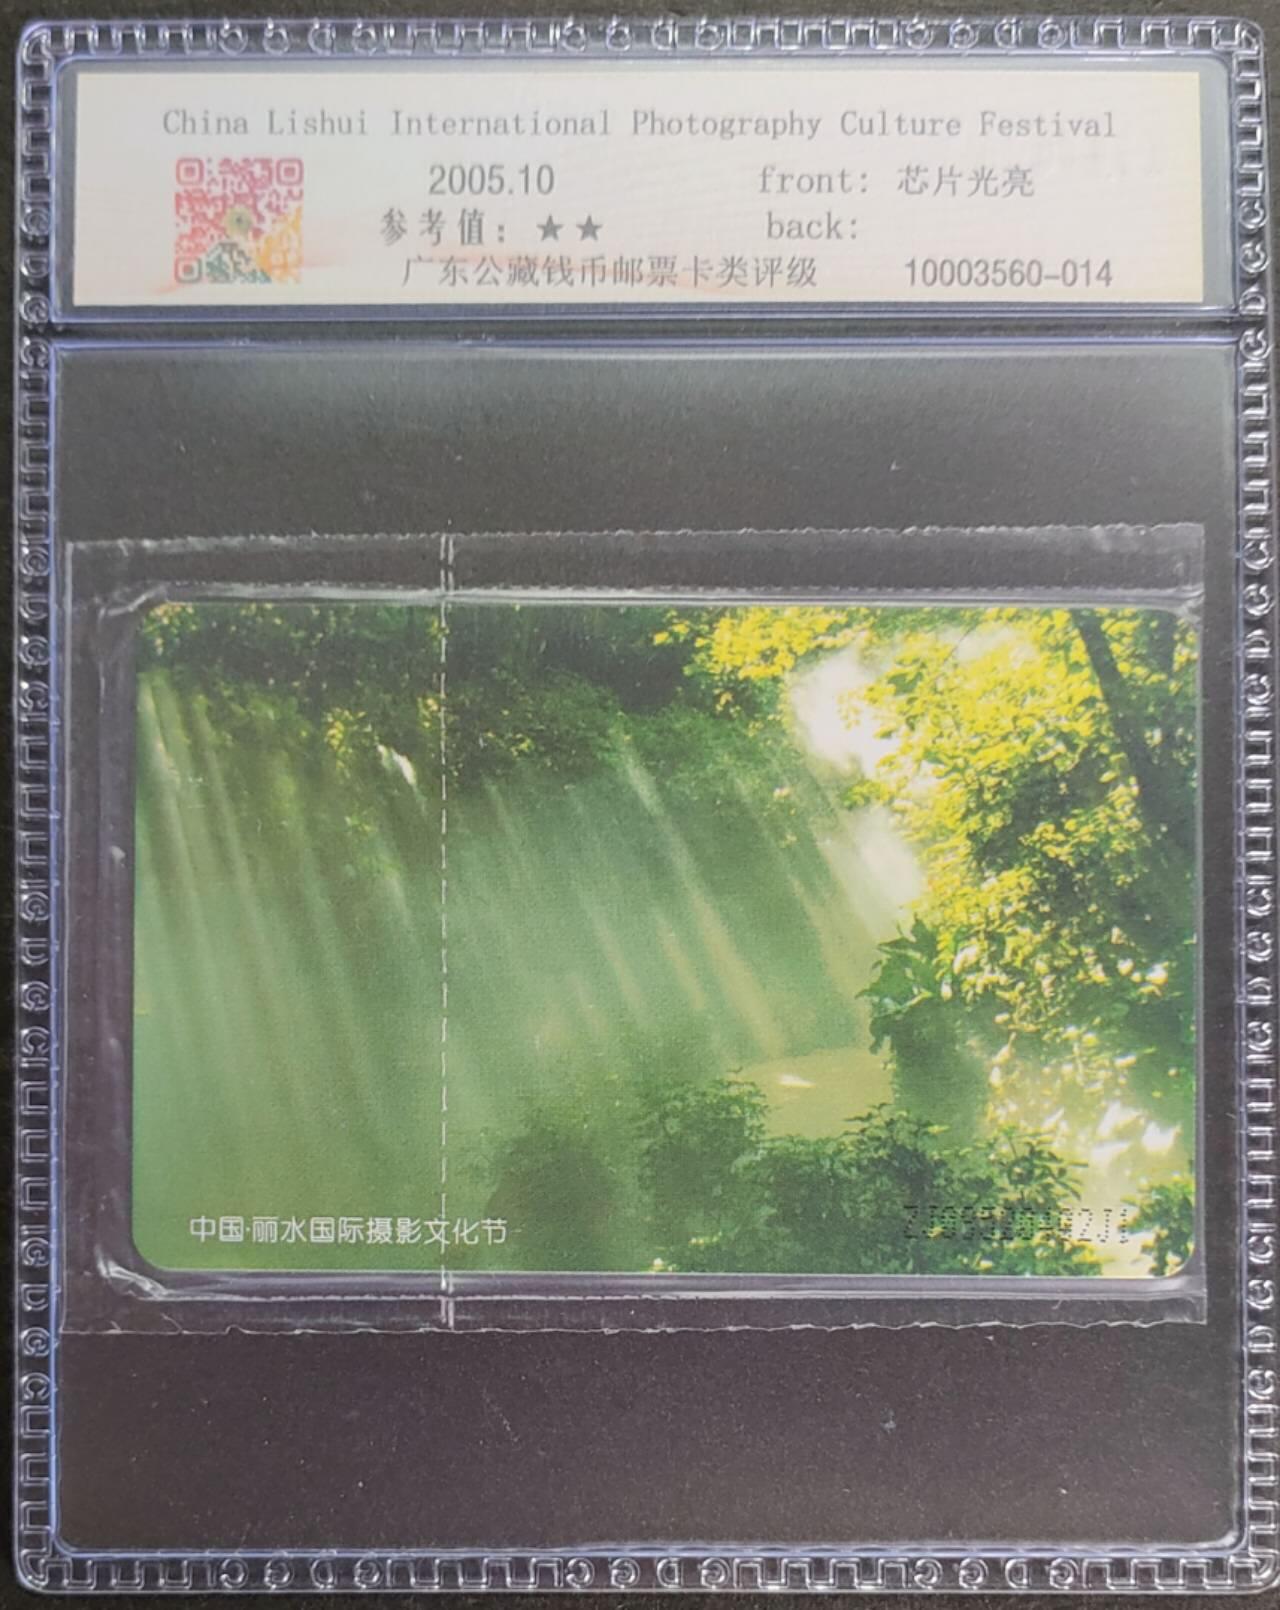 China Lishui International Photography Culture Festival
2005.10 front: 芯片光亮
参考值: ★★ back:
广东公藏钱币邮票卡类评级 10003560-014
中国·丽水国际摄影文化节